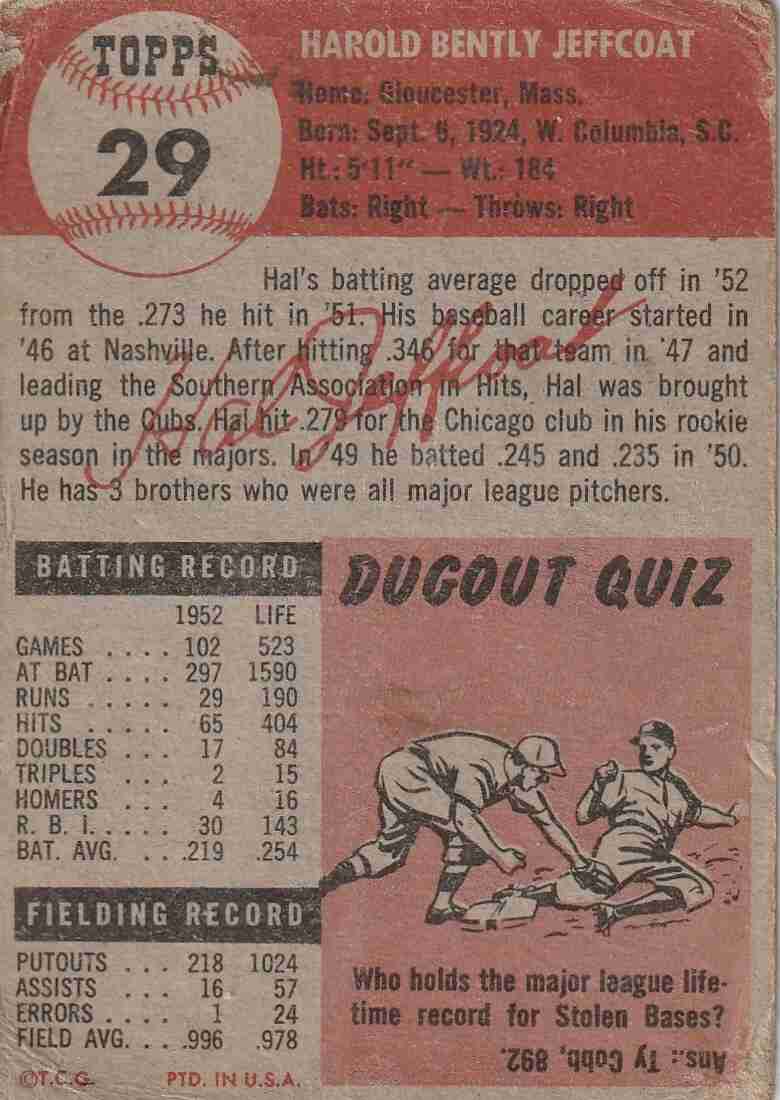 TOPPS
29
HAROLD BENTLY JEFFCOAT
Home: Gloucester, Mass.
Born: Sept. 6, 1924, W. Columbia, S.C.
Ht.: 5'11" — Wt.: 184
Bats: Right — Throws: Right
Hal's batting average dropped off in '52
from the .273 he hit in '51. His baseball career started in
'46 at Nashville. After hitting .346 for that team in '47 and
leading the Southern Association in Hits, Hal was brought
up by the Cubs. Hal hit .279 for the Chicago club in his rookie
season in the majors. In '49 he batted .245 and .235 in '50.
He has 3 brothers who were all major league pitchers.
Hal Jeffcoat
BATTING RECORD
1952 LIFE
GAMES .... 102 523
AT BAT .... 297 1590
RUNS .... 29 190
HITS ..... 65 404
DOUBLES ... 17 84
TRIPLES ... 2 15
HOMERS ... 4 16
R. B. I. .... 30 143
BAT. AVG. ... .219 .254
FIELDING RECORD
PUTOUTS ... 218 1024
ASSISTS ... 16 57
ERRORS .... 1 24
FIELD AVG. ... .996 .978
©T.C.G. PTD. IN U.S.A.
DUGOUT QUIZ
Who holds the major league life-
time record for Stolen Bases?
Ans.: Ty Cobb, 892.